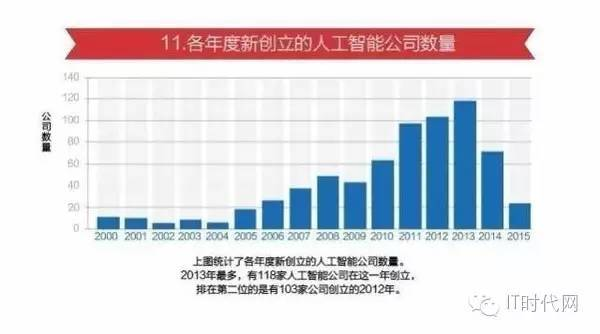 11.各年度新创立的人工智能公司数量
公司数量
140
120
100
80
60
40
20
0
2000 2001 2002 2003 2004 2005 2006 2007 2008 2009 2010 2011 2012 2013 2014 2015
上图统计了各年度新创立的人工智能公司数量。
2013年最多，有118家人工智能公司在这一年创立，
排在第二位的是有103家公司创立的2012年。
IT时代网